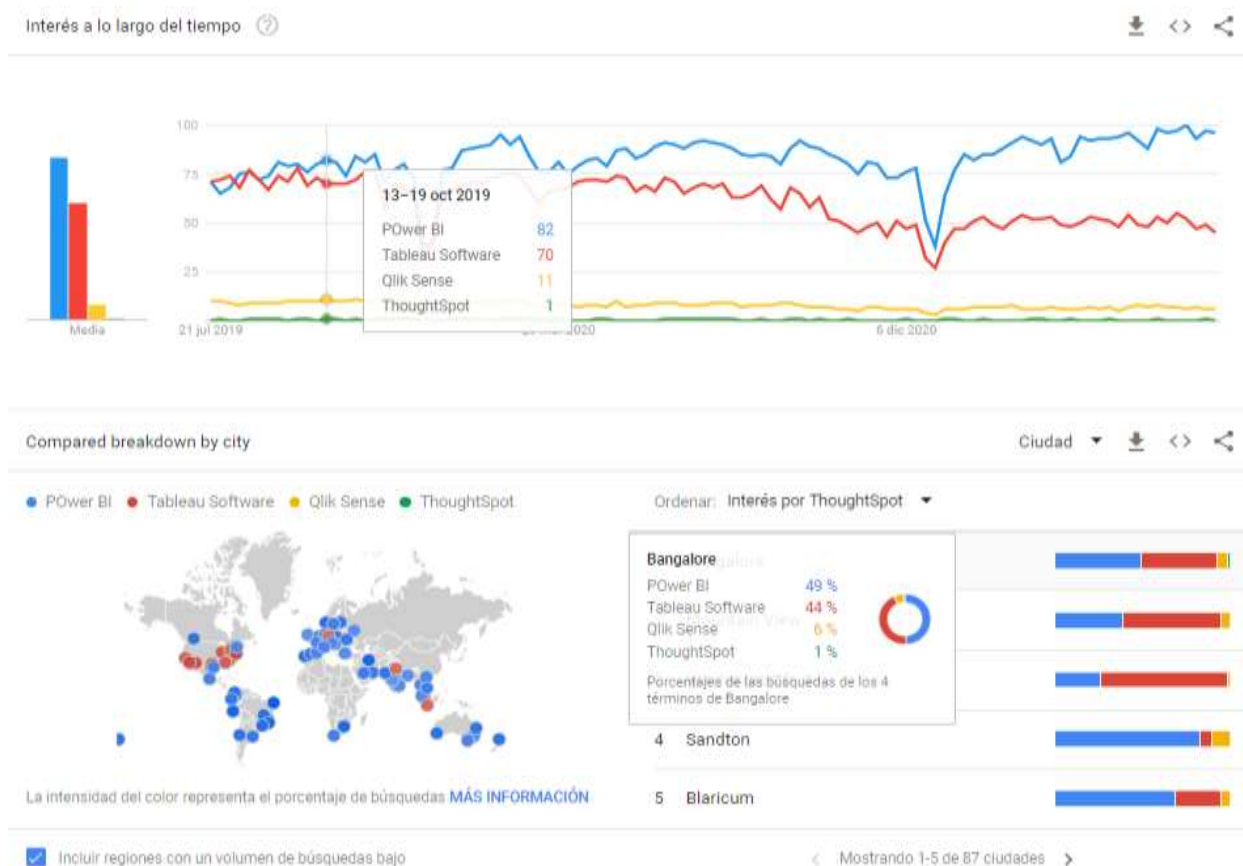 Interés a lo largo del tiempo
100
75
50
25
Media
21 jul 2019
2020
6 dic 2020
13–19 oct 2019
POwer BI 82
Tableau Software 70
Qlik Sense 11
ThoughtSpot 1
Compared breakdown by city
Ciudad
POwer BI Tableau Software Qlik Sense ThoughtSpot
Ordenar: Interés por ThoughtSpot
Bangalore
POwer BI 49 %
Tableau Software 44 %
Qlik Sense 6 %
ThoughtSpot 1 %
Porcentajes de las búsquedas de los 4
términos de Bangalore
4 Sandton
5 Blaricum
La intensidad del color representa el porcentaje de búsquedas MÁS INFORMACIÓN
Incluir regiones con un volumen de búsquedas bajo
Mostrando 1-5 de 87 ciudades